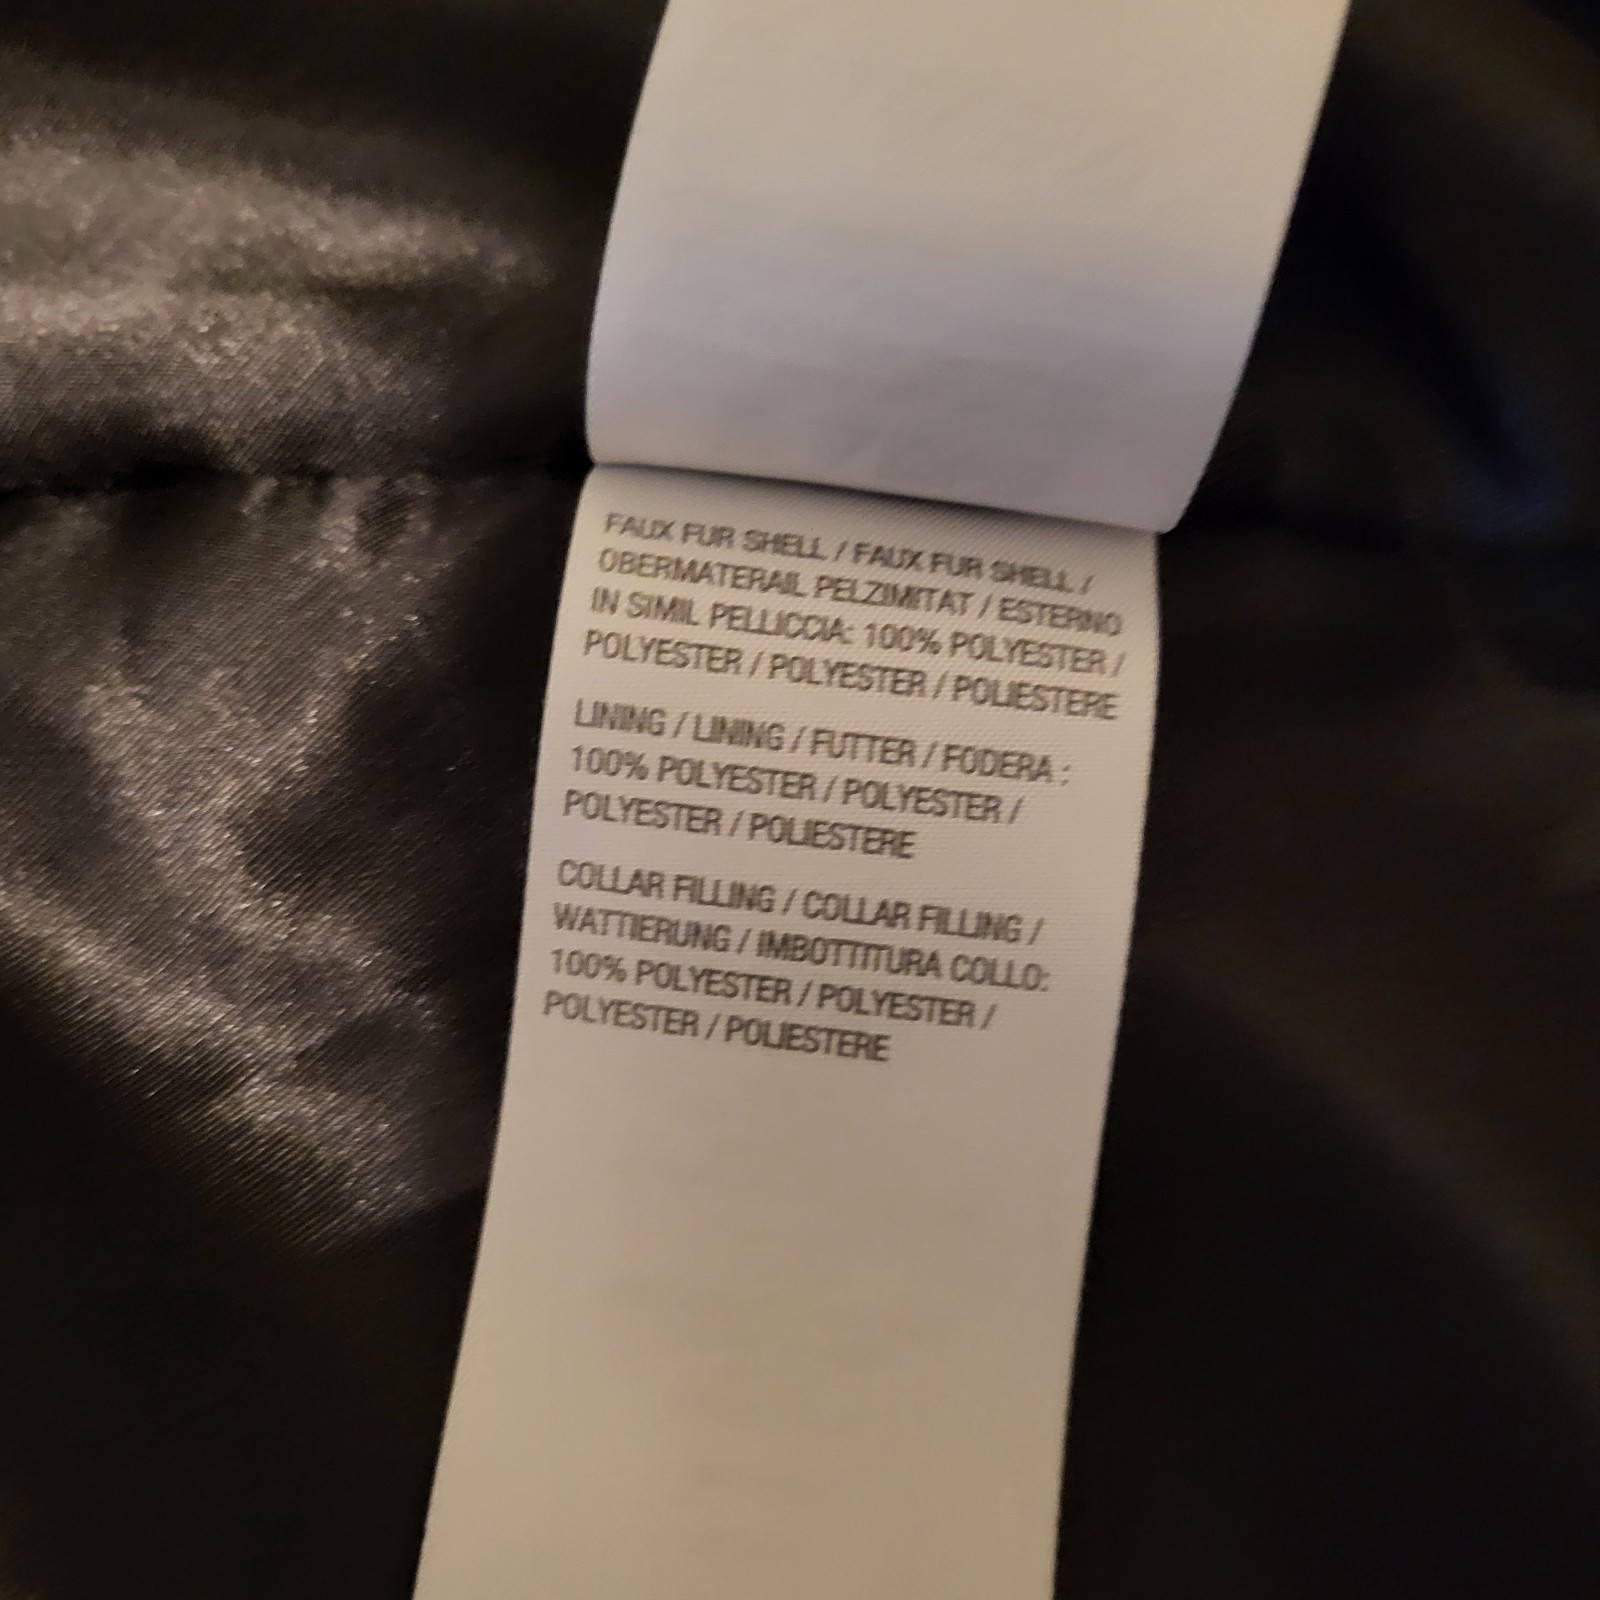 FAUX FUR SHELL / FAUX FUR SHELL /
OBERMATERAIL PELZIMITAT / ESTERNO
IN SIMIL PELLICCIA: 100% POLYESTER /
POLYESTER / POLYESTER / POLIESTERE
LINING / LINING / FUTTER / FODERA :
100% POLYESTER / POLYESTER /
POLYESTER / POLIESTERE
COLLAR FILLING / COLLAR FILLING /
WATTIERUNG / IMBOTTITURA COLLO:
100% POLYESTER / POLYESTER /
POLYESTER / POLIESTERE